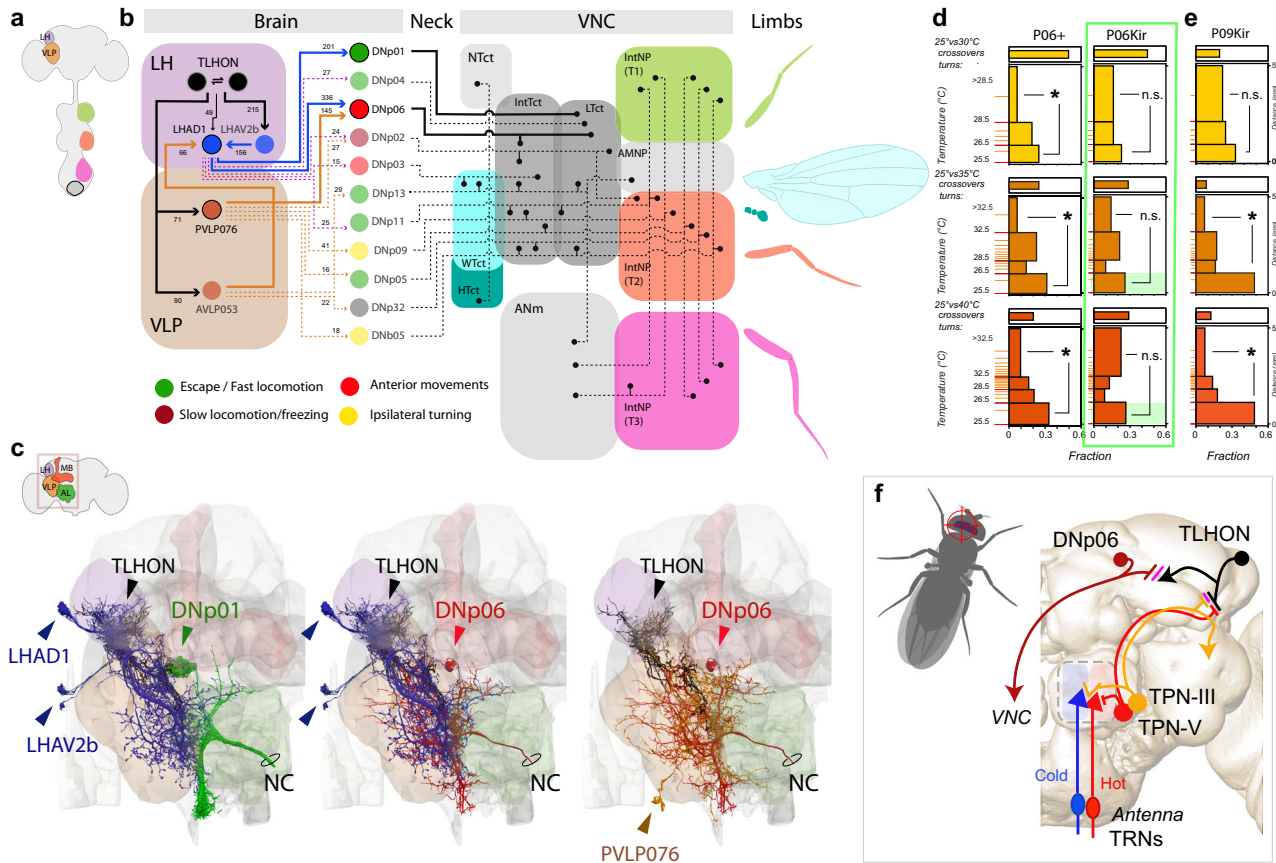 a
LH
VLP
b
Brain
Neck
VNC
Limbs
LH
TLHON
49
215
LHAD1
LHAV2b
66
156
PVLP076
71
AVLP053
90
VLP
201
27
336
145
24
27
15
29
25
41
16
22
18
DNp01
DNp04
DNp06
DNp02
DNp03
DNp13
DNp11
DNp09
DNp05
DNp32
DNb05
NTct
IntTct
LTct
WTct
HTct
AMNP
ANm
IntNP
(T1)
IntNP
(T2)
IntNP
(T3)
Escape / Fast locomotion
Anterior movements
Slow locomotion/freezing
Ipsilateral turning
c
LH
MB
VLP
AL
TLHON
DNp01
LHAD1
LHAV2b
NC
TLHON
DNp06
NC
TLHON
DNp06
PVLP076
NC
d
P06+
P06Kir
e
P09Kir
25°vs30°C
crossovers
turns:
Temperature (°C)
>28.5
28.5
26.5
25.5
*
n.s.
n.s.
25°vs35°C
crossovers
turns:
Temperature (°C)
>32.5
28.5
26.5
25.5
*
n.s.
*
25°vs40°C
crossovers
turns:
Temperature (°C)
>32.5
32.5
28.5
26.5
25.5
*
n.s.
*
0 0.3 0.6
0 0.3 0.6
0 0.3 0.6
Fraction
Fraction
f
DNp06
TLHON
VNC
TPN-III
TPN-V
Cold
Hot
Antenna
TRNs